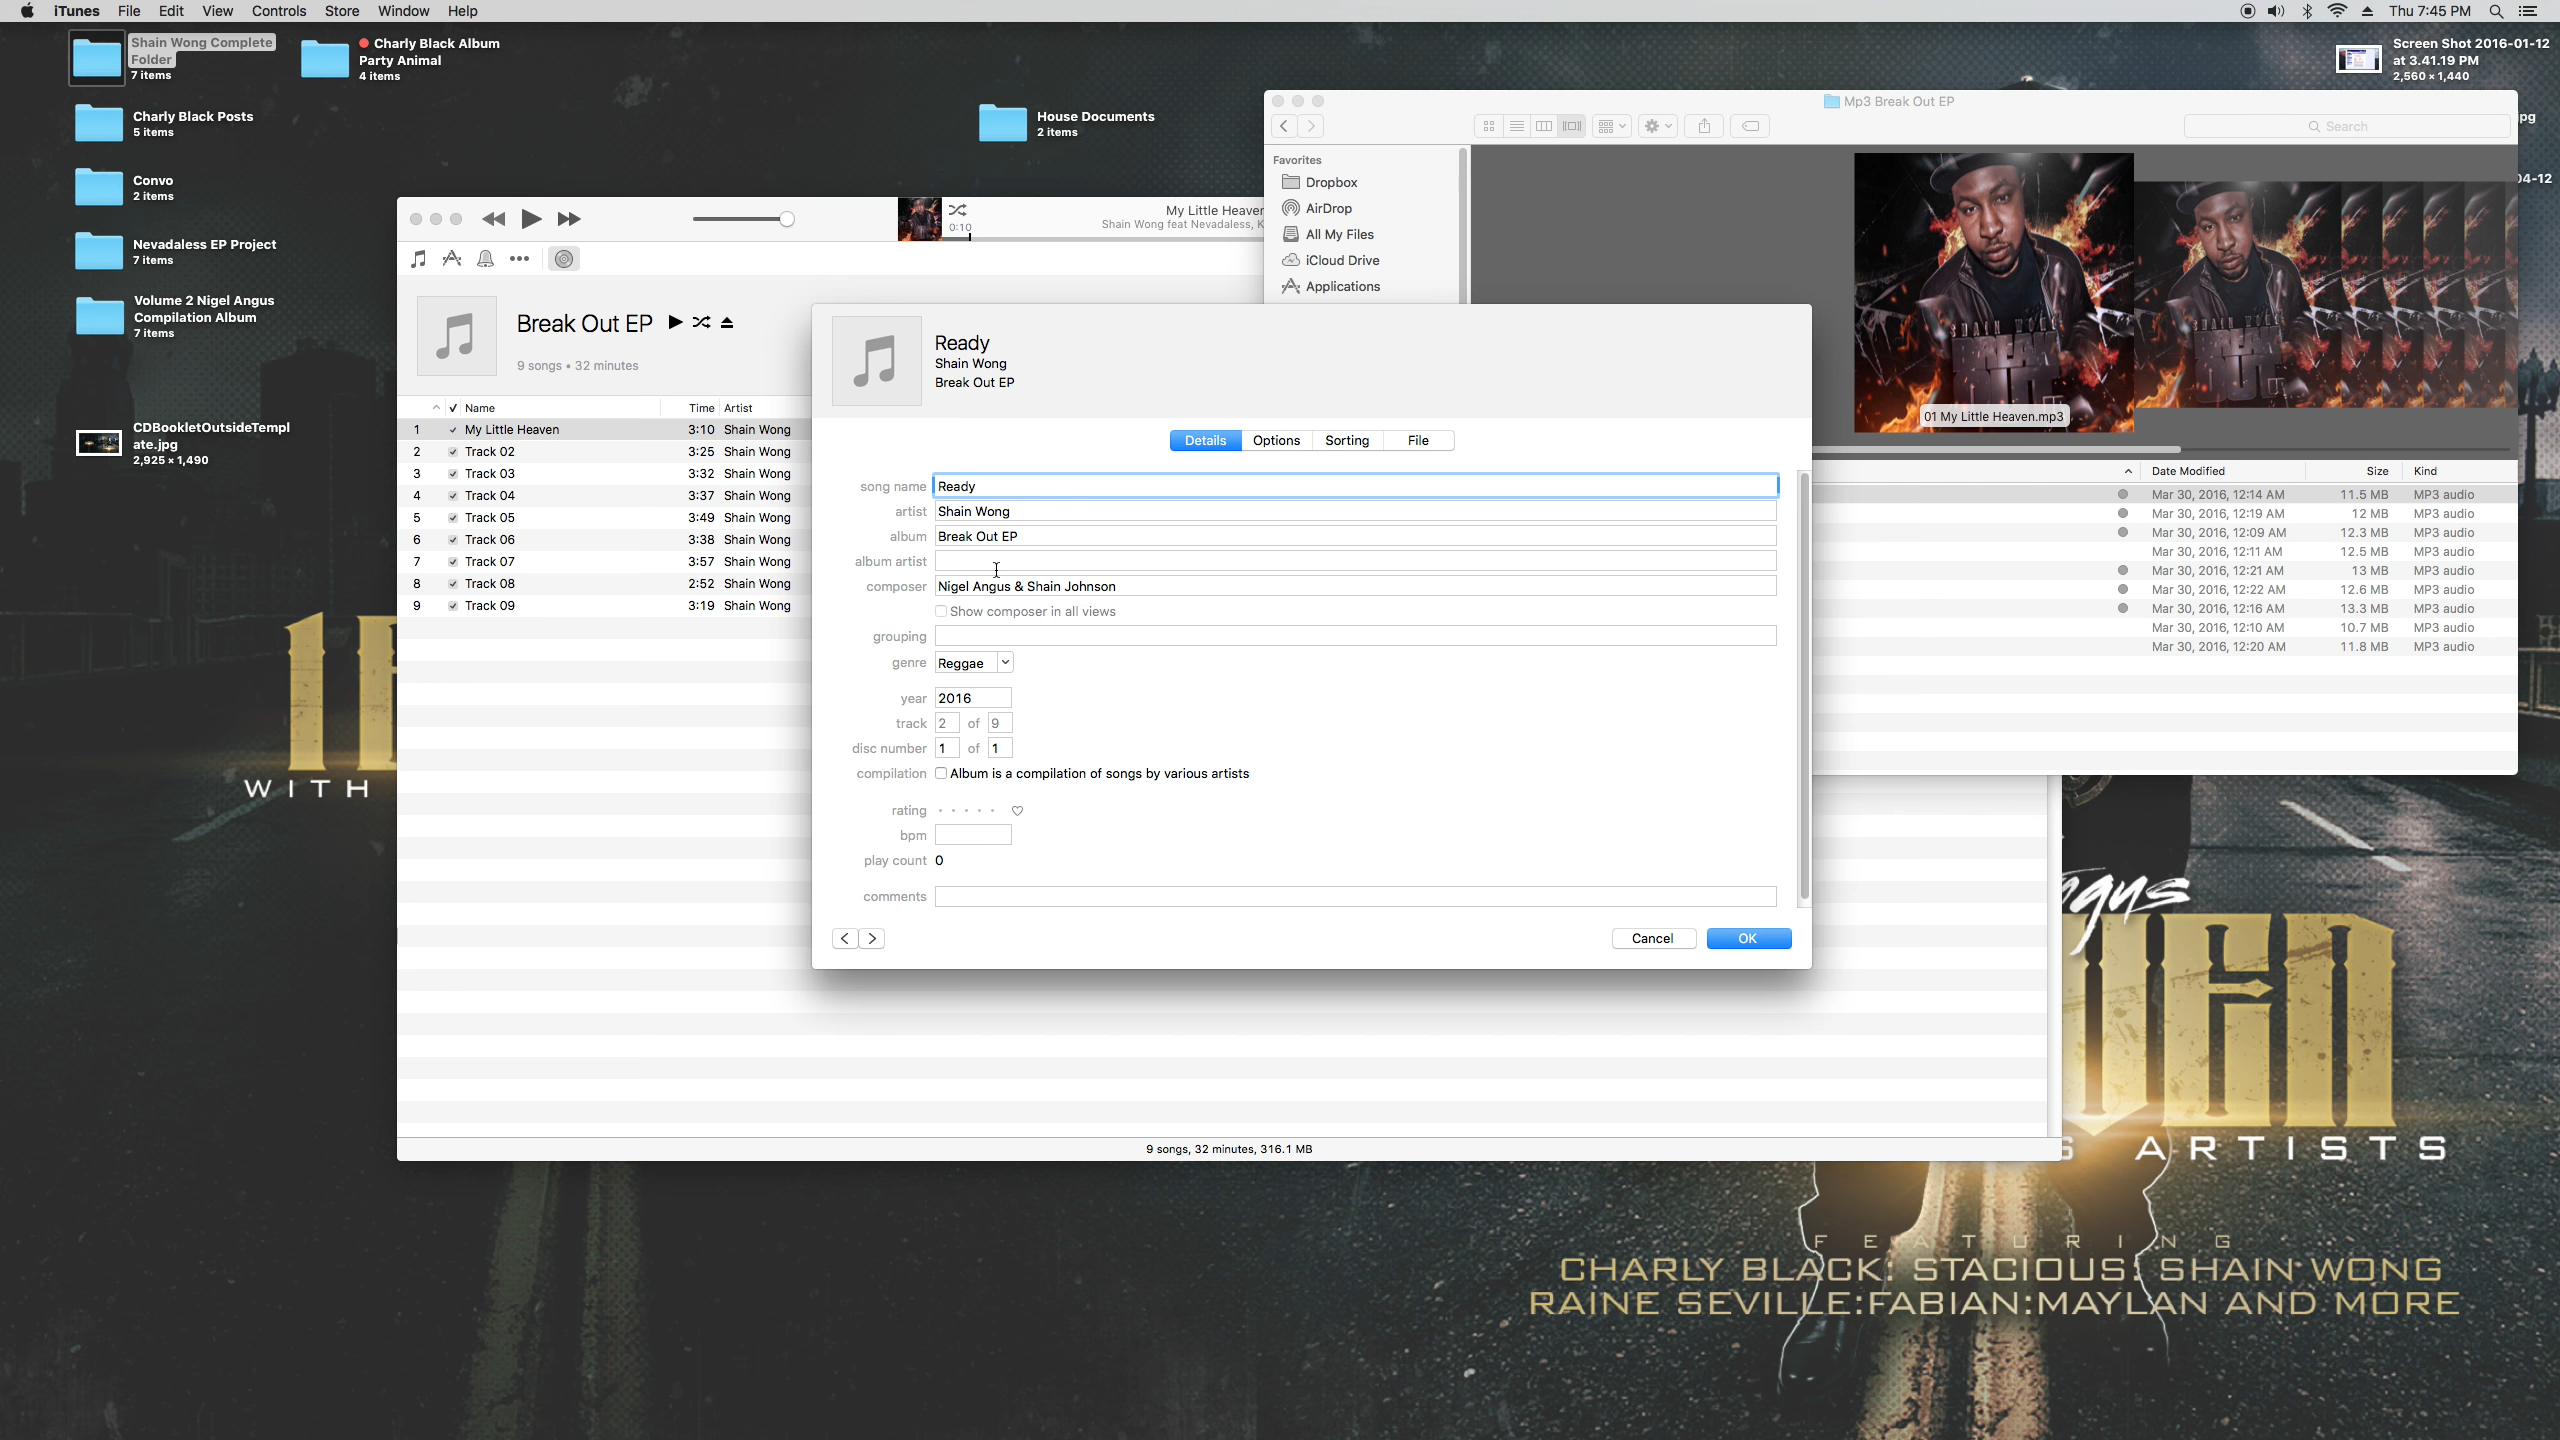 iTunes File Edit View Controls Store Window Help
Thu 7:45 PM
Shain Wong Complete
Folder
7 items
Charly Black Album
Party Animal
4 items
Screen Shot 2016-01-12
at 3.41.19 PM
2,560 × 1,440
Charly Black Posts
5 items
House Documents
2 items
Convo
2 items
Nevadaless EP Project
7 items
Volume 2 Nigel Angus
Compilation Album
7 items
CDBookletOutsideTempl
ate.jpg
2,925 × 1,490
pg
04-12
Mp3 Break Out EP
Search
Favorites
Dropbox
AirDrop
All My Files
iCloud Drive
Applications
SHAIN WONG
01 My Little Heaven.mp3
Date Modified Size Kind
Mar 30, 2016, 12:14 AM 11.5 MB MP3 audio
Mar 30, 2016, 12:19 AM 12 MB MP3 audio
Mar 30, 2016, 12:09 AM 12.3 MB MP3 audio
Mar 30, 2016, 12:11 AM 12.5 MB MP3 audio
Mar 30, 2016, 12:21 AM 13 MB MP3 audio
Mar 30, 2016, 12:22 AM 12.6 MB MP3 audio
Mar 30, 2016, 12:16 AM 13.3 MB MP3 audio
Mar 30, 2016, 12:10 AM 10.7 MB MP3 audio
Mar 30, 2016, 12:20 AM 11.8 MB MP3 audio
0:10
My Little Heaven
Shain Wong feat Nevadaless, K
Break Out EP
9 songs • 32 minutes
Name Time Artist
1 My Little Heaven 3:10 Shain Wong
2 Track 02 3:25 Shain Wong
3 Track 03 3:32 Shain Wong
4 Track 04 3:37 Shain Wong
5 Track 05 3:49 Shain Wong
6 Track 06 3:38 Shain Wong
7 Track 07 3:57 Shain Wong
8 Track 08 2:52 Shain Wong
9 Track 09 3:19 Shain Wong
9 songs, 32 minutes, 316.1 MB
Ready
Shain Wong
Break Out EP
Details Options Sorting File
song name Ready
artist Shain Wong
album Break Out EP
album artist
composer Nigel Angus & Shain Johnson
Show composer in all views
grouping
genre Reggae
year 2016
track 2 of 9
disc number 1 of 1
compilation Album is a compilation of songs by various artists
rating
bpm
play count 0
comments
Cancel OK
WITH
ngus
S ARTISTS
FEATURING
CHARLY BLACK: STACIOUS: SHAIN WONG
RAINE SEVILLE:FABIAN:MAYLAN AND MORE